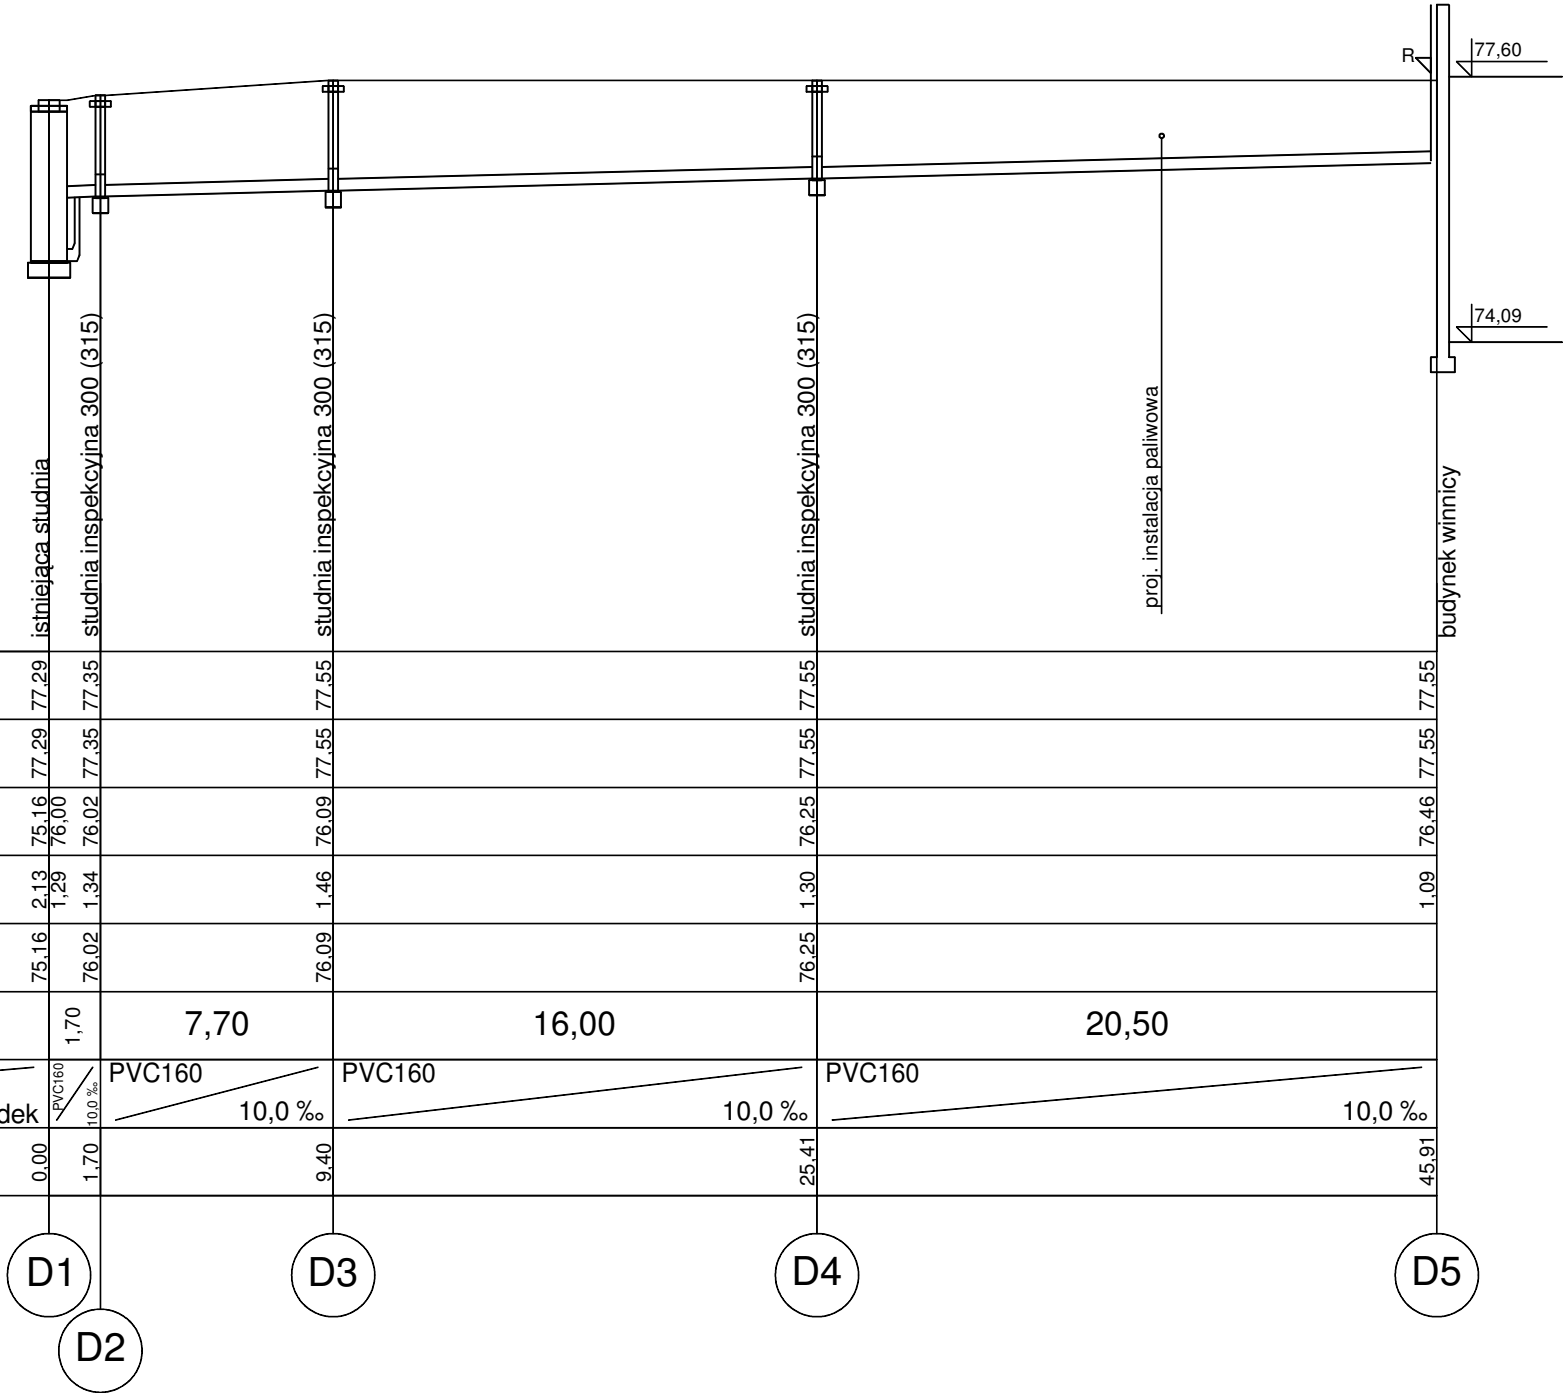 R
77,60
74,09
istniejąca studnia
studnia inspekcyjna 300 (315)
studnia inspekcyjna 300 (315)
studnia inspekcyjna 300 (315)
proj. instalacja paliwowa
budynek winnicy
77,29 77,35 77,55 77,55 77,55
77,29 77,35 77,55 77,55 77,55
75,16 76,00 76,02 76,09 76,25 76,46
2,13 1,29 1,34 1,46 1,30 1,09
75,16 76,02 76,09 76,25
1,70 7,70 16,00 20,50
PVC160 PVC160 PVC160 PVC160
dek 10,0 ‰ 10,0 ‰ 10,0 ‰ 10,0 ‰
0,00 1,70 9,40 25,41 45,91
D1 D3 D4 D5
D2